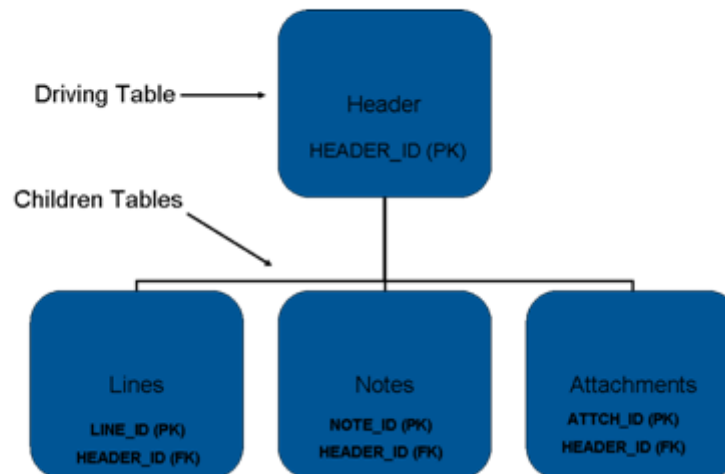 Driving Table
Header
HEADER_ID (PK)
Children Tables
Lines
LINE_ID (PK)
HEADER_ID (FK)
Notes
NOTE_ID (PK)
HEADER_ID (FK)
Attachments
ATTCH_ID (PK)
HEADER_ID (FK)